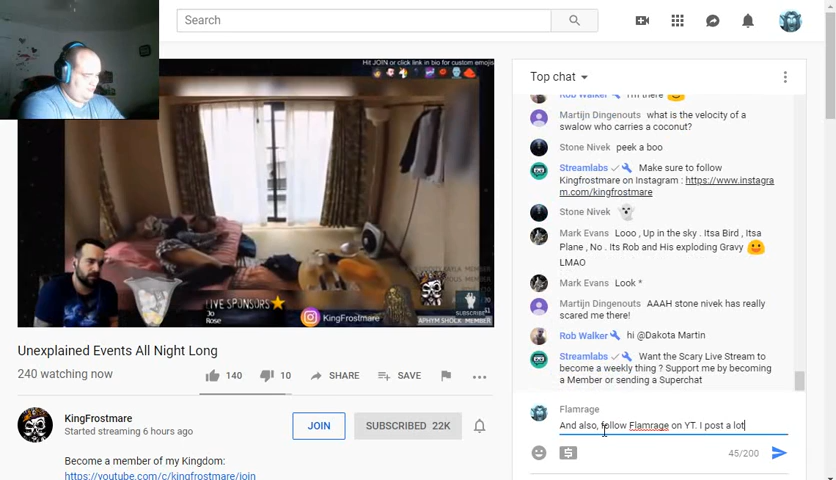 Search
Hit JOIN or click link in bio for custom emojis
LIVE SPONSORS
Jo
Rose
KingFrostmare
APHYM SHOCK MEMBER
Unexplained Events All Night Long
240 watching now
140
10
SHARE
SAVE
KingFrostmare
Started streaming 6 hours ago
JOIN
SUBSCRIBED 22K
Become a member of my Kingdom:
https://youtube.com/c/kingfrostmare/join
Top chat
Rob Walker I'm there
Martijn Dingenouts what is the velocity of a
swalow who carries a coconut?
Stone Nivek peek a boo
Streamlabs Make sure to follow
Kingfrostmare on Instagram : https://www.instagra
m.com/kingfrostmare
Stone Nivek
Mark Evans Looo , Up in the sky . Itsa Bird , Itsa
Plane , No . Its Rob and His exploding Gravy
LMAO
Mark Evans Look *
Martijn Dingenouts AAAH stone nivek has really
scared me there!
Rob Walker hi @Dakota Martin
Streamlabs Want the Scary Live Stream to
become a weekly thing ? Support me by becoming
a Member or sending a Superchat
Flamrage
And also, follow Flamrage on YT. I post a lot
45/200